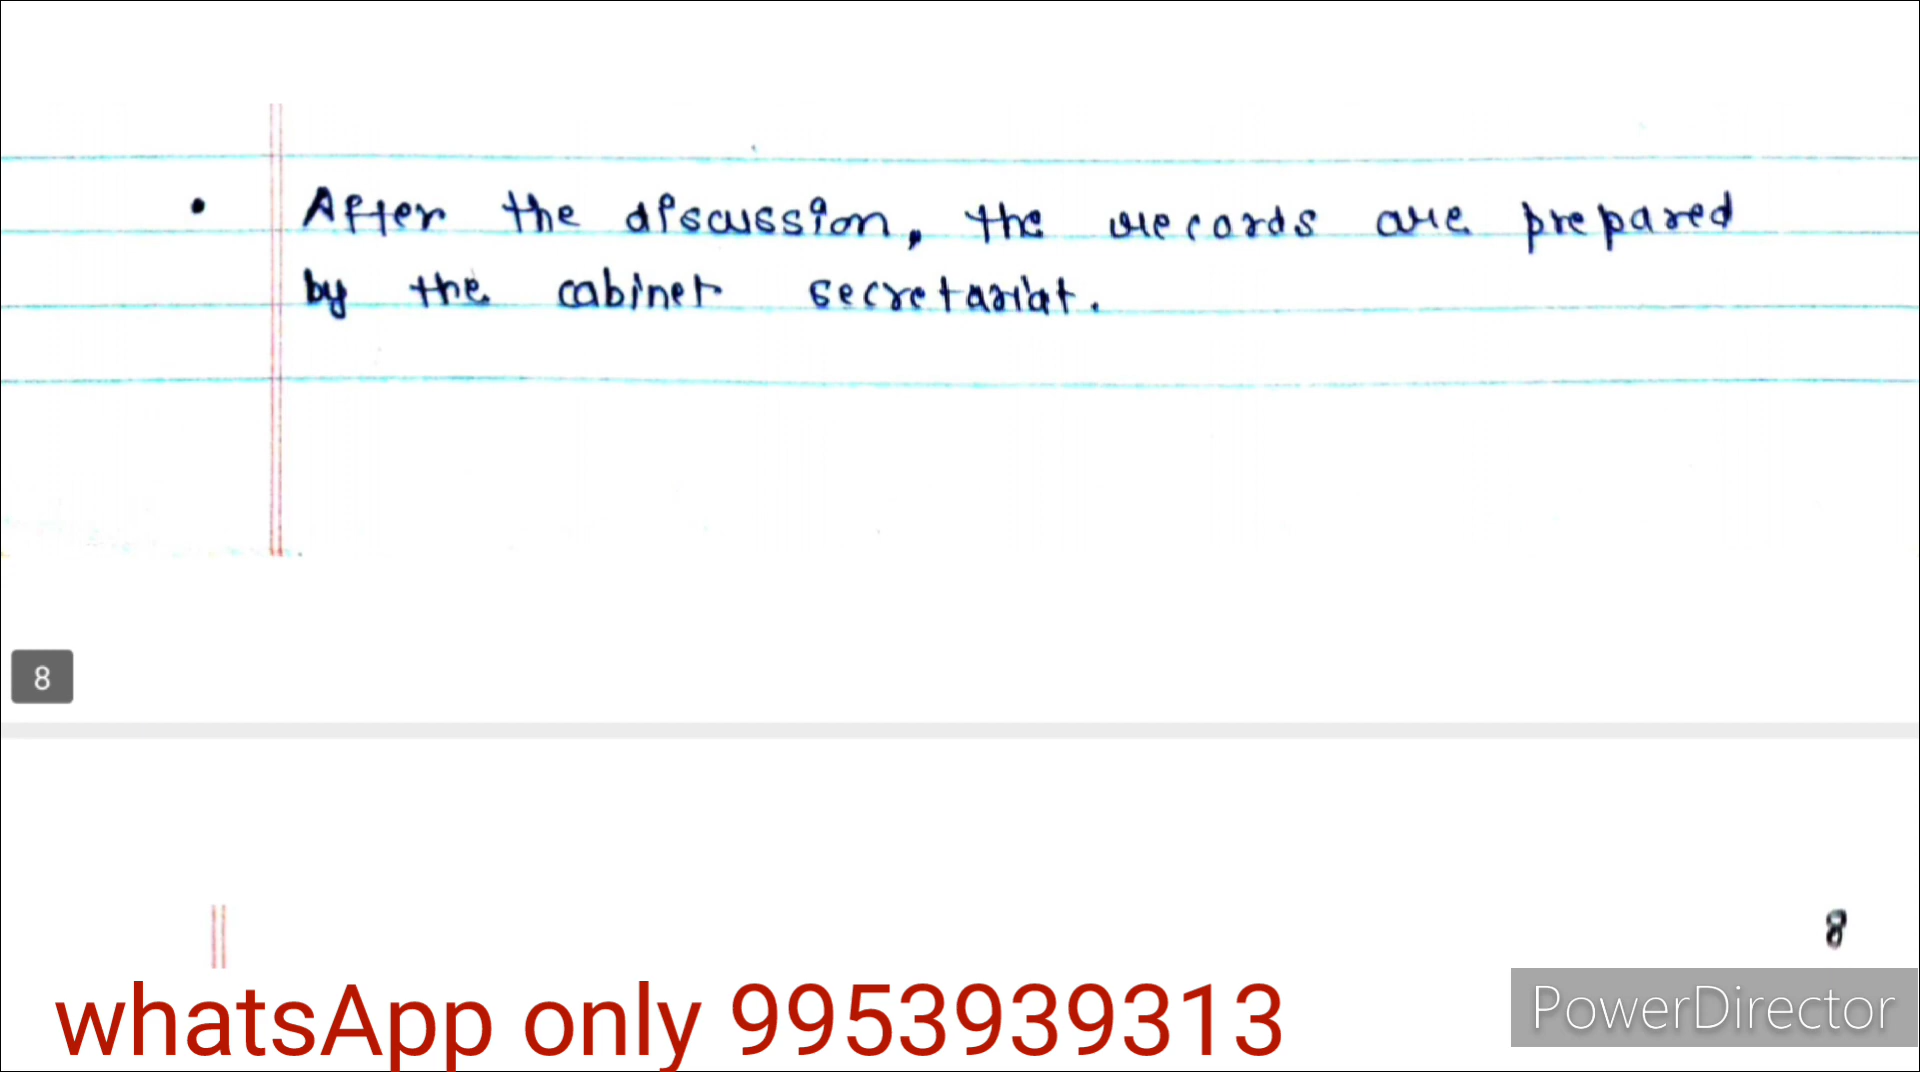 • After the discussion, the records are prepared
by the cabinet secretariat.
8
8
whatsApp only 9953939313
PowerDirector